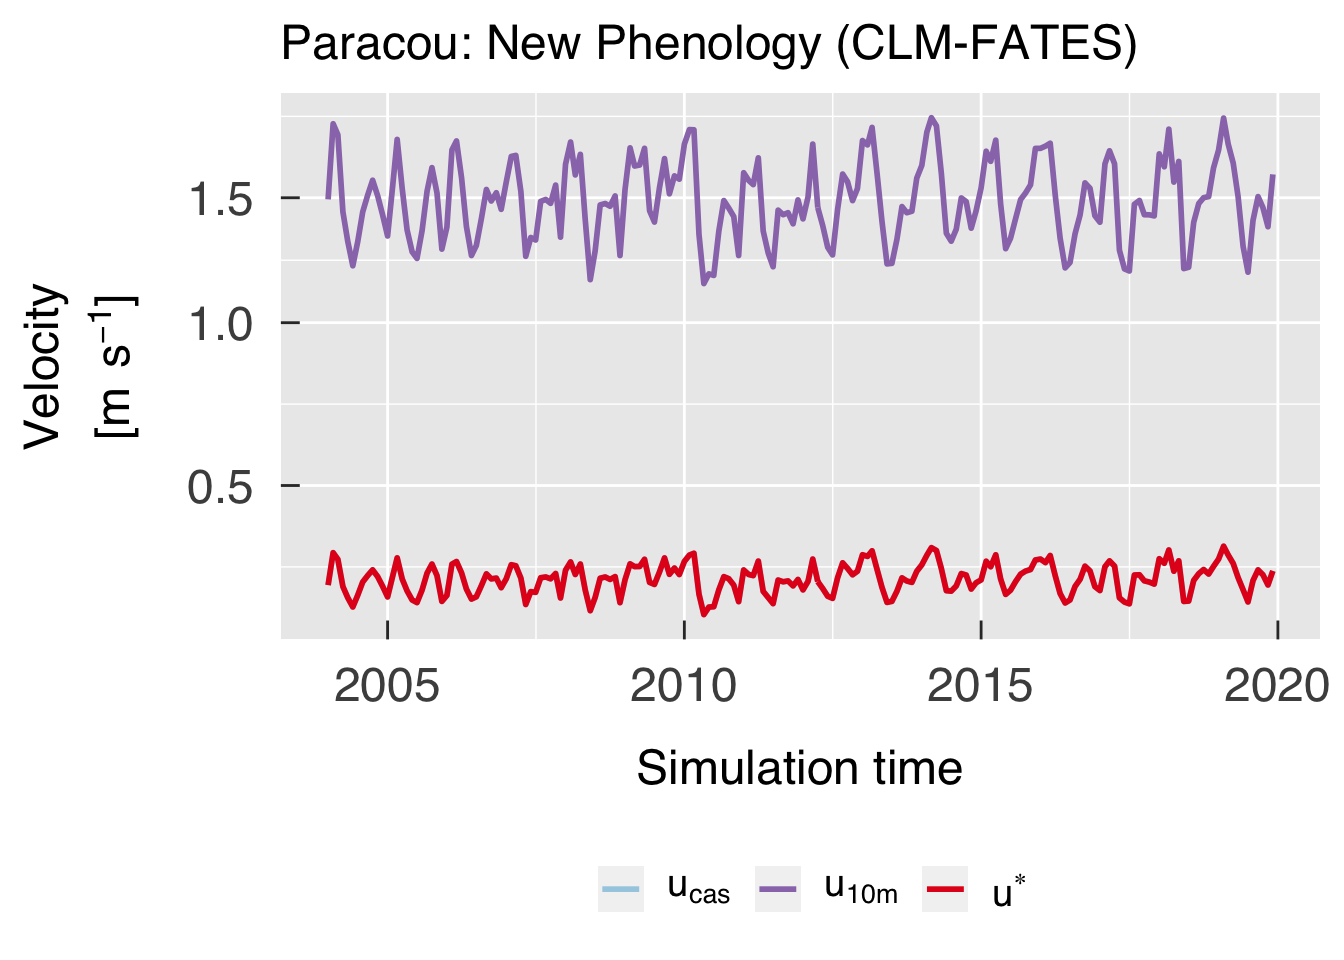 Paracou: New Phenology (CLM-FATES)
Velocity
[m s⁻¹]
1.5
1.0
0.5
2005 2010 2015 2020
Simulation time
u_cas u_10m u*